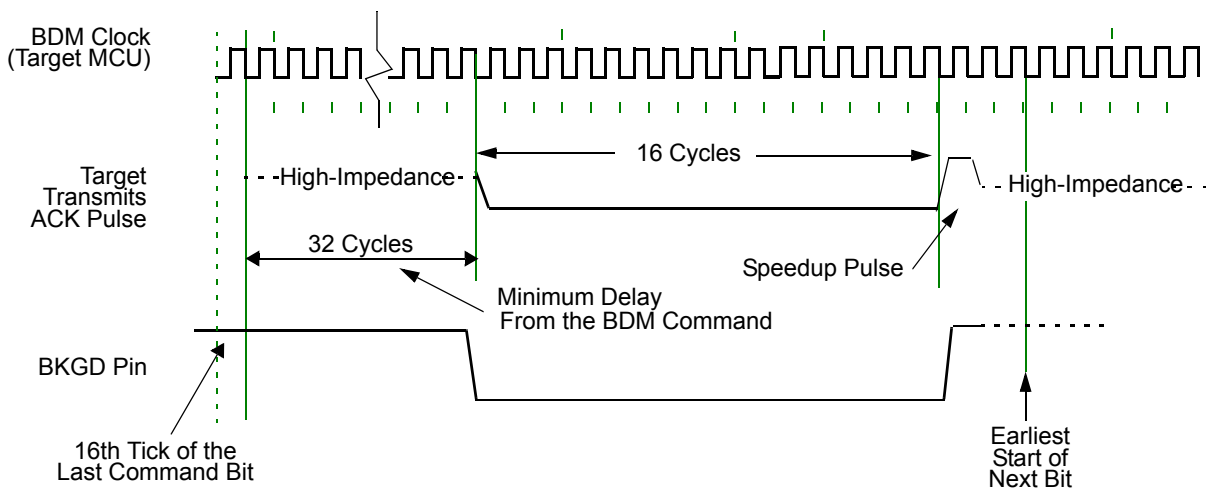 BDM Clock
(Target MCU)
16 Cycles
Target
Transmits
ACK Pulse
High-Impedance
High-Impedance
32 Cycles
Speedup Pulse
Minimum Delay
From the BDM Command
BKGD Pin
16th Tick of the
Last Command Bit
Earliest
Start of
Next Bit